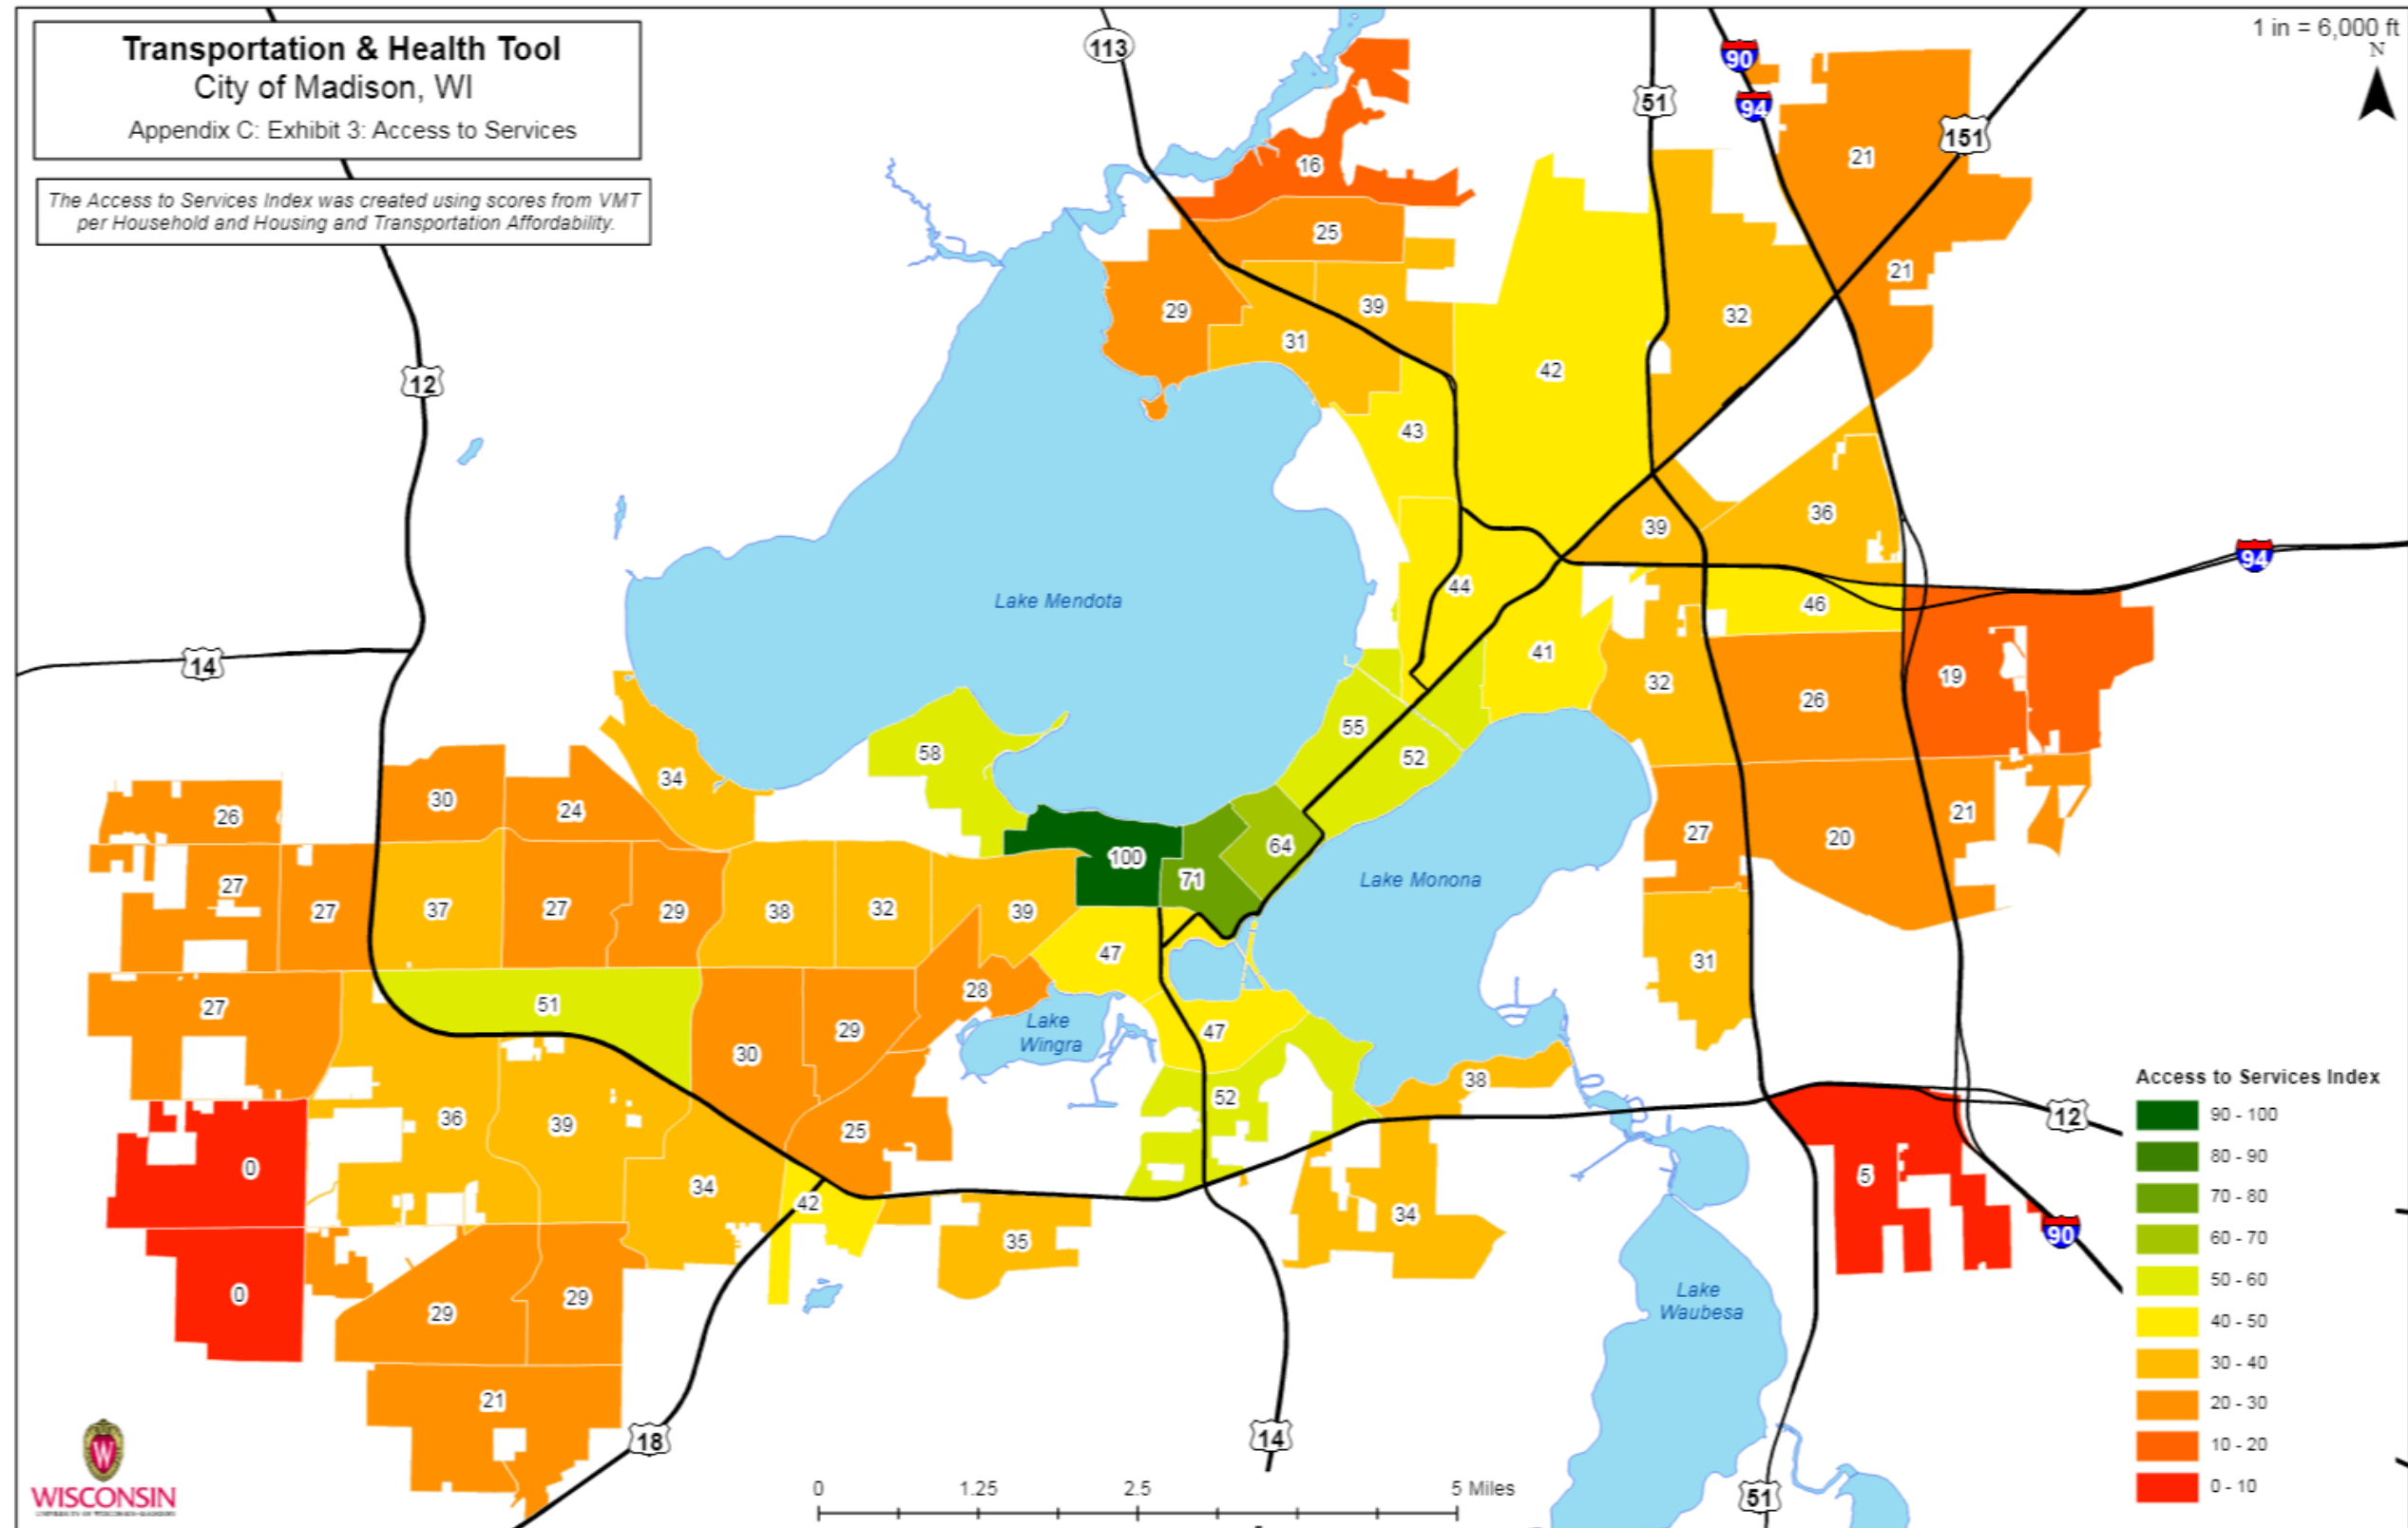 Transportation & Health Tool
City of Madison, WI
Appendix C: Exhibit 3: Access to Services
The Access to Services Index was created using scores from VMT
per Household and Housing and Transportation Affordability.
1 in = 6,000 ft
N
113
51
90
94
151
16
21
25
21
29
39
32
31
42
12
43
39
36
94
44
46
Lake Mendota
14
41
32
26
19
55
58
52
34
30
24
26
27
20
21
64
100
71
Lake Monona
27
27
37
27
29
38
32
39
47
31
28
27
51
29
Lake
Wingra
47
30
38
52
36
39
25
12
0
34
42
5
34
35
90
0
29
29
Lake
Waubesa
21
18
14
51
Access to Services Index
90 - 100
80 - 90
70 - 80
60 - 70
50 - 60
40 - 50
30 - 40
20 - 30
10 - 20
0 - 10
0
1.25
2.5
5 Miles
W
WISCONSIN
UNIVERSITY OF WISCONSIN-MADISON